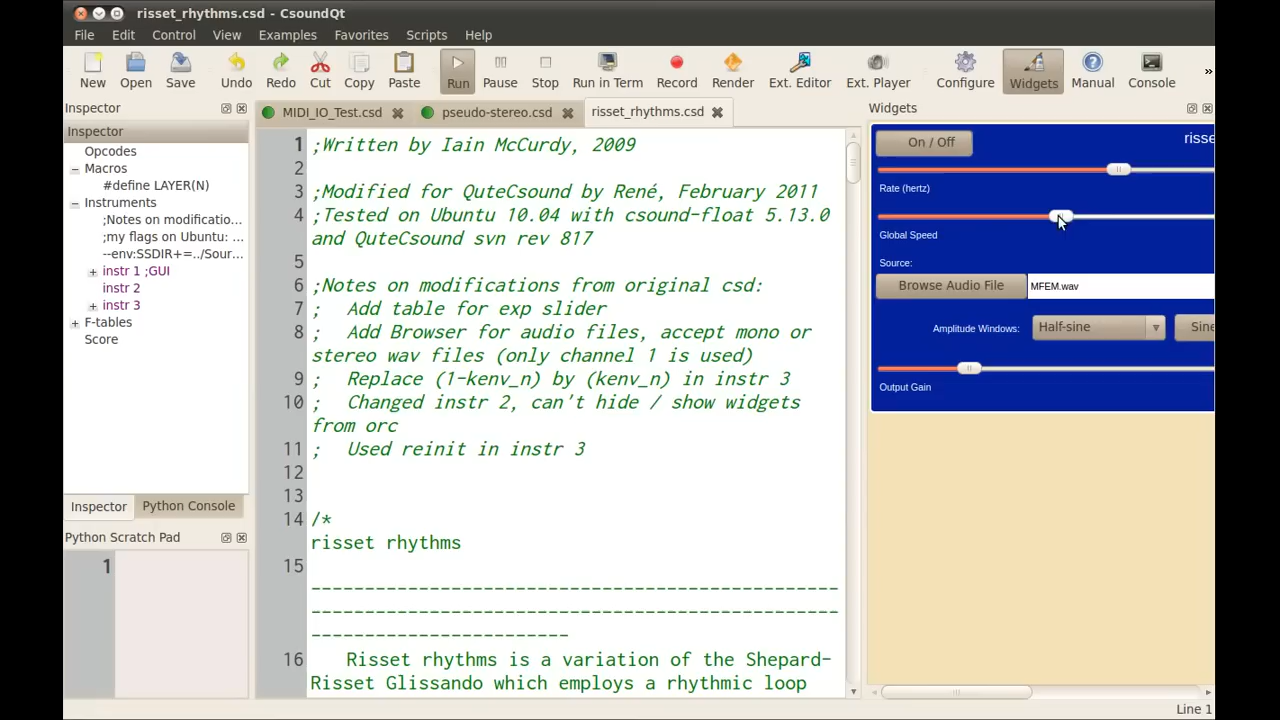 risset_rhythms.csd - CsoundQt
File Edit Control View Examples Favorites Scripts Help
New Open Save Undo Redo Cut Copy Paste Run Pause Stop Run in Term Record Render Ext. Editor Ext. Player Configure Widgets Manual Console »
Inspector
Inspector
Opcodes
Macros
#define LAYER(N)
Instruments
;Notes on modificatio...
;my flags on Ubuntu: ...
--env:SSDIR+=../Sour...
instr 1 ;GUI
instr 2
instr 3
F-tables
Score
Inspector Python Console
Python Scratch Pad
1
MIDI_IO_Test.csd pseudo-stereo.csd risset_rhythms.csd
1 ;Written by Iain McCurdy, 2009
2
3 ;Modified for QuteCsound by René, February 2011
4 ;Tested on Ubuntu 10.04 with csound-float 5.13.0
and QuteCsound svn rev 817
5
6 ;Notes on modifications from original csd:
7 ;  Add table for exp slider
8 ;  Add Browser for audio files, accept mono or
stereo wav files (only channel 1 is used)
9 ;  Replace (1-kenv_n) by (kenv_n) in instr 3
10 ;  Changed instr 2, can't hide / show widgets
from orc
11 ;  Used reinit in instr 3
12
13
14 /*
risset rhythms
15
---------------------------------------------
---------------------------------------------
----------------------
16 Risset rhythms is a variation of the Shepard-
Risset Glissando which employs a rhythmic loop
Widgets
On / Off risse
Rate (hertz)
Global Speed
Source:
Browse Audio File MFEM.wav
Amplitude Windows: Half-sine Sine
Output Gain
Line 1